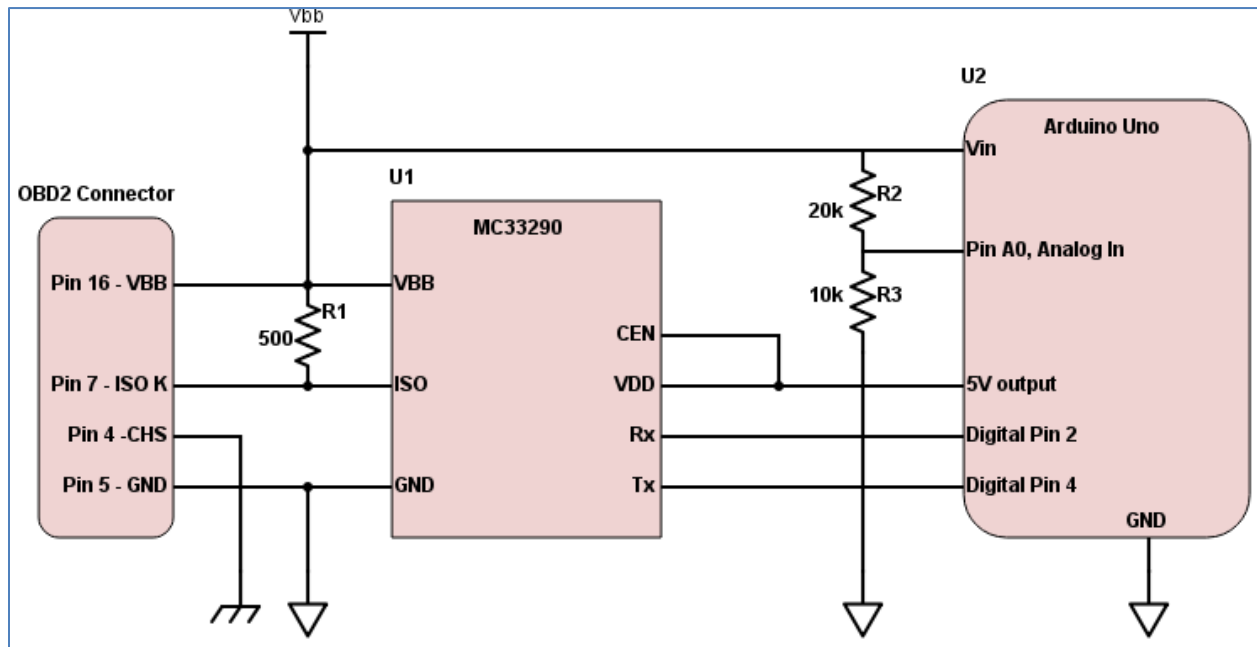 Vbb
U2
Arduino Uno
Vin
U1
R2
OBD2 Connector
20k
MC33290
Pin A0, Analog In
Pin 16 - VBB
VBB
R1
10k
R3
500
CEN
Pin 7 - ISO K
ISO
VDD
5V output
Pin 4 -CHS
Rx
Digital Pin 2
Pin 5 - GND
GND
Tx
Digital Pin 4
GND